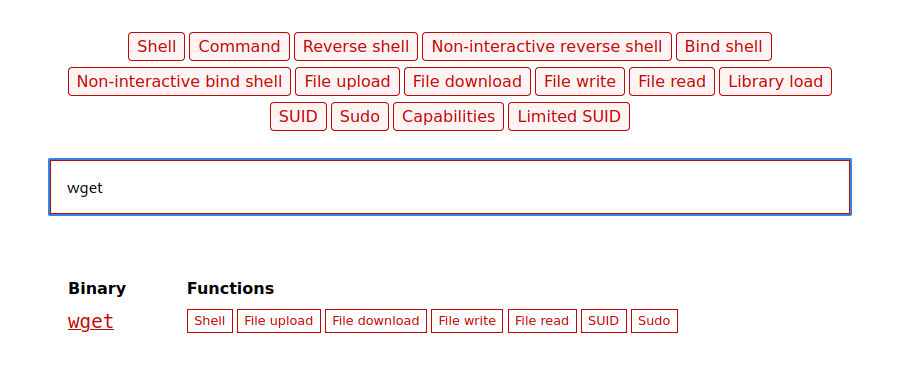 Shell Command Reverse shell Non-interactive reverse shell Bind shell
Non-interactive bind shell File upload File download File write File read Library load
SUID Sudo Capabilities Limited SUID
wget
Binary Functions
wget Shell File upload File download File write File read SUID Sudo